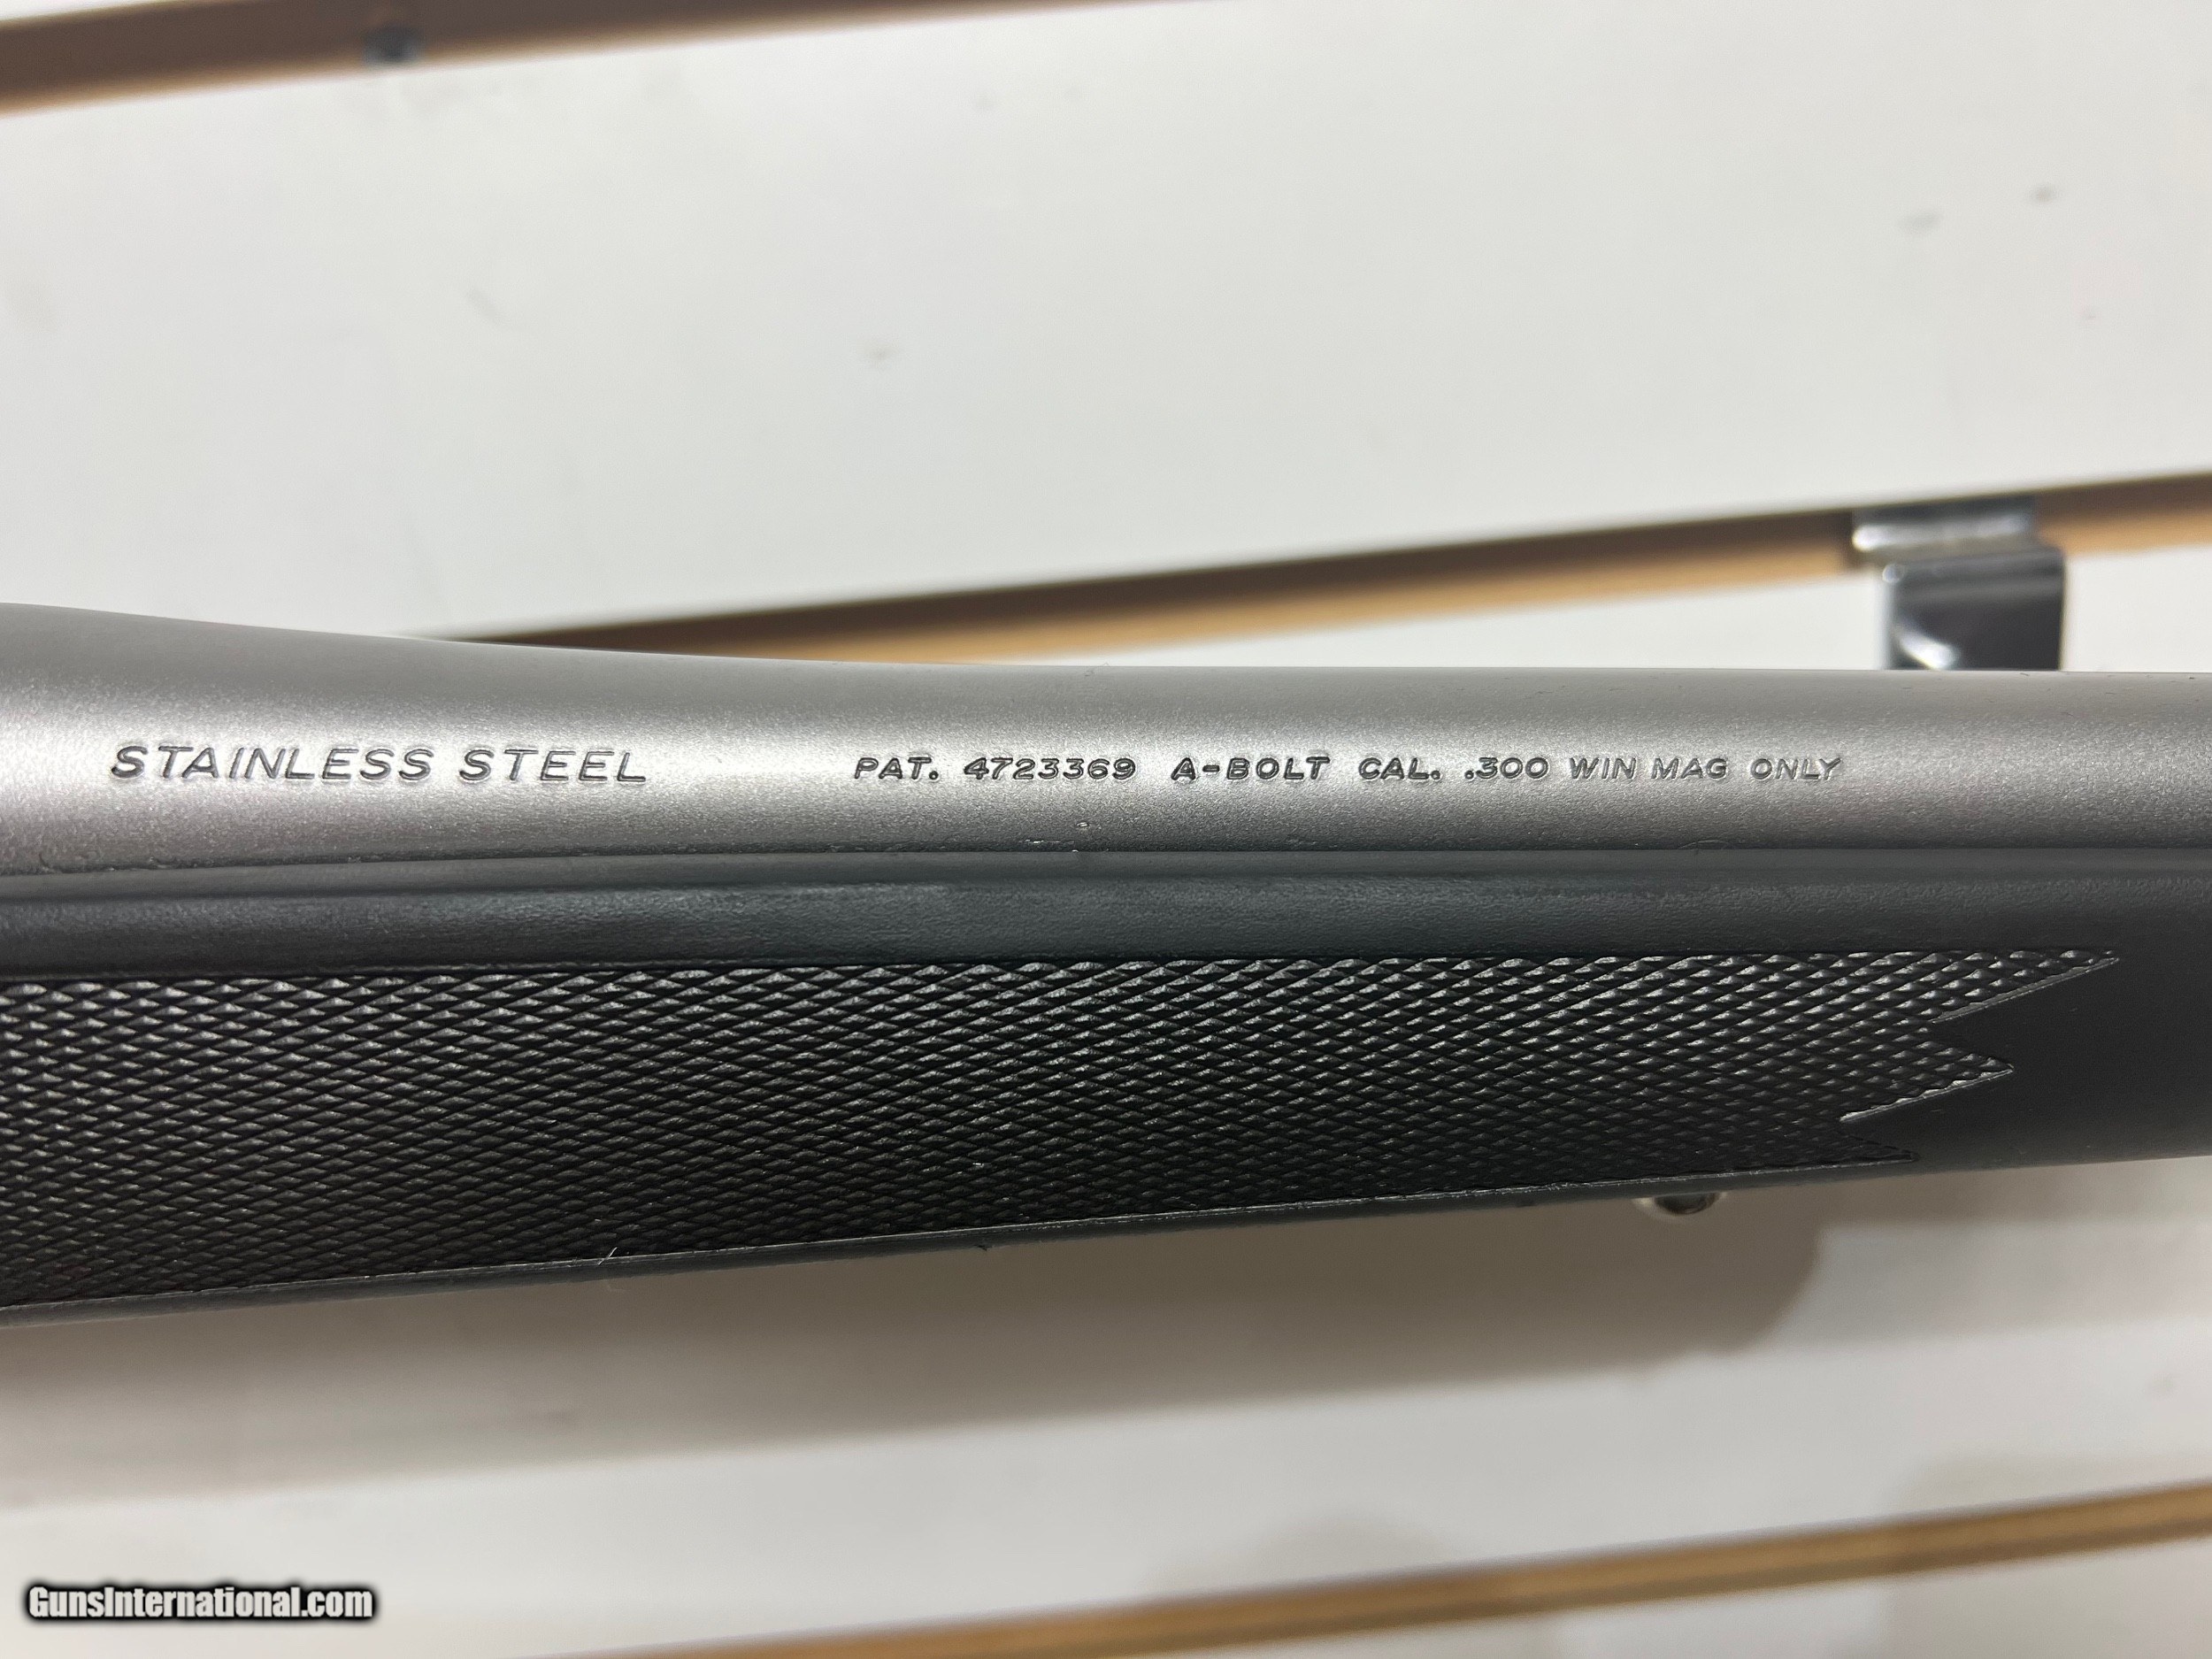 STAINLESS STEEL PAT. 4723369 A-BOLT CAL. .300 WIN MAG ONLY
GunsInternational.com